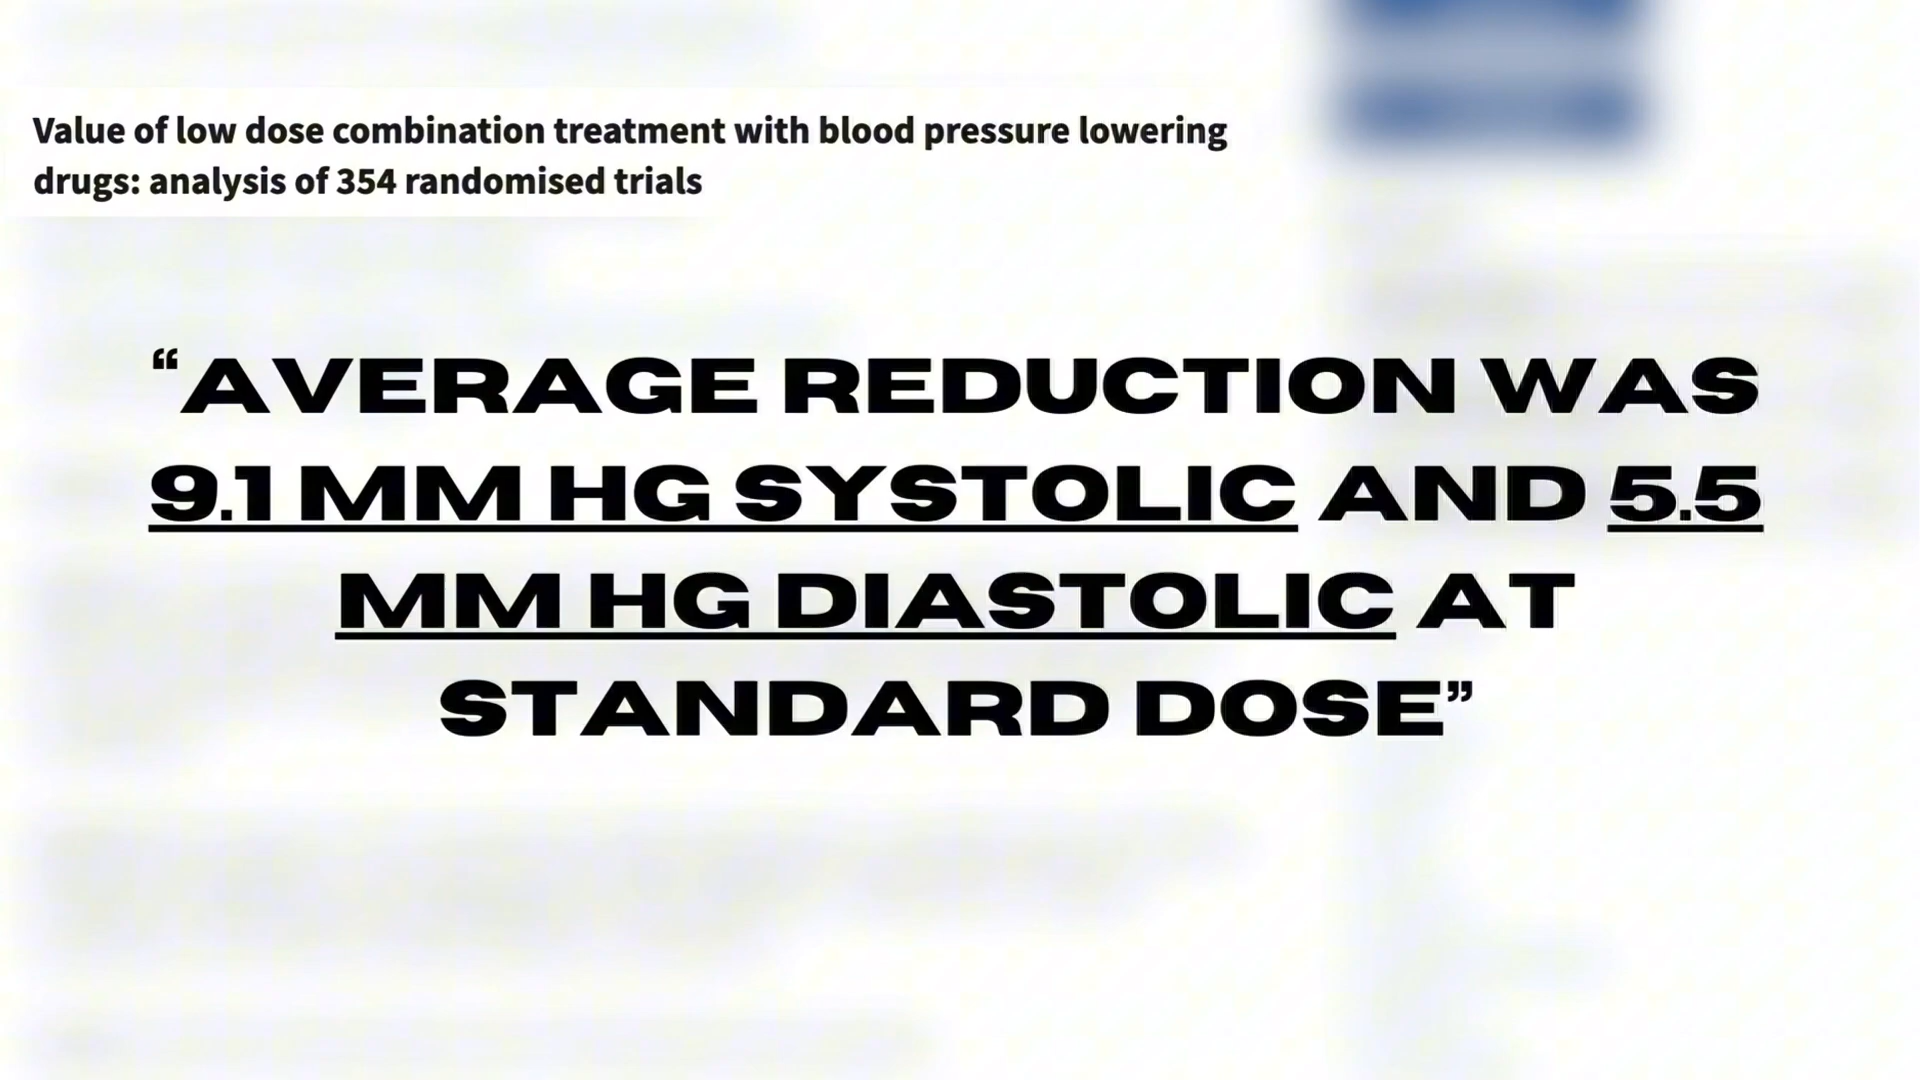 Value of low dose combination treatment with blood pressure lowering
drugs: analysis of 354 randomised trials
“AVERAGE REDUCTION WAS
9.1 MM HG SYSTOLIC AND 5.5
MM HG DIASTOLIC AT
STANDARD DOSE”